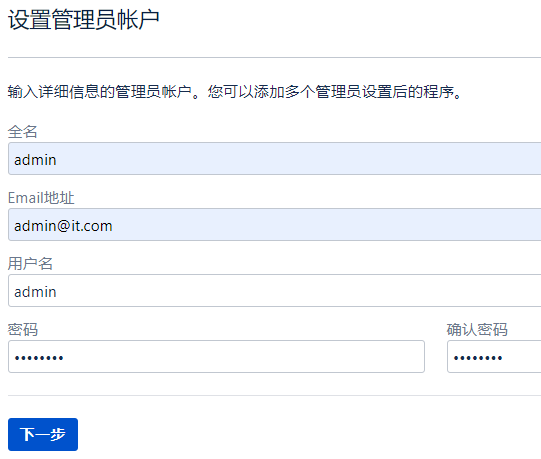 设置管理员帐户
输入详细信息的管理员帐户。您可以添加多个管理员设置后的程序。
全名
admin
Email地址
admin@it.com
用户名
admin
密码 确认密码
•••••••• ••••••••
下一步